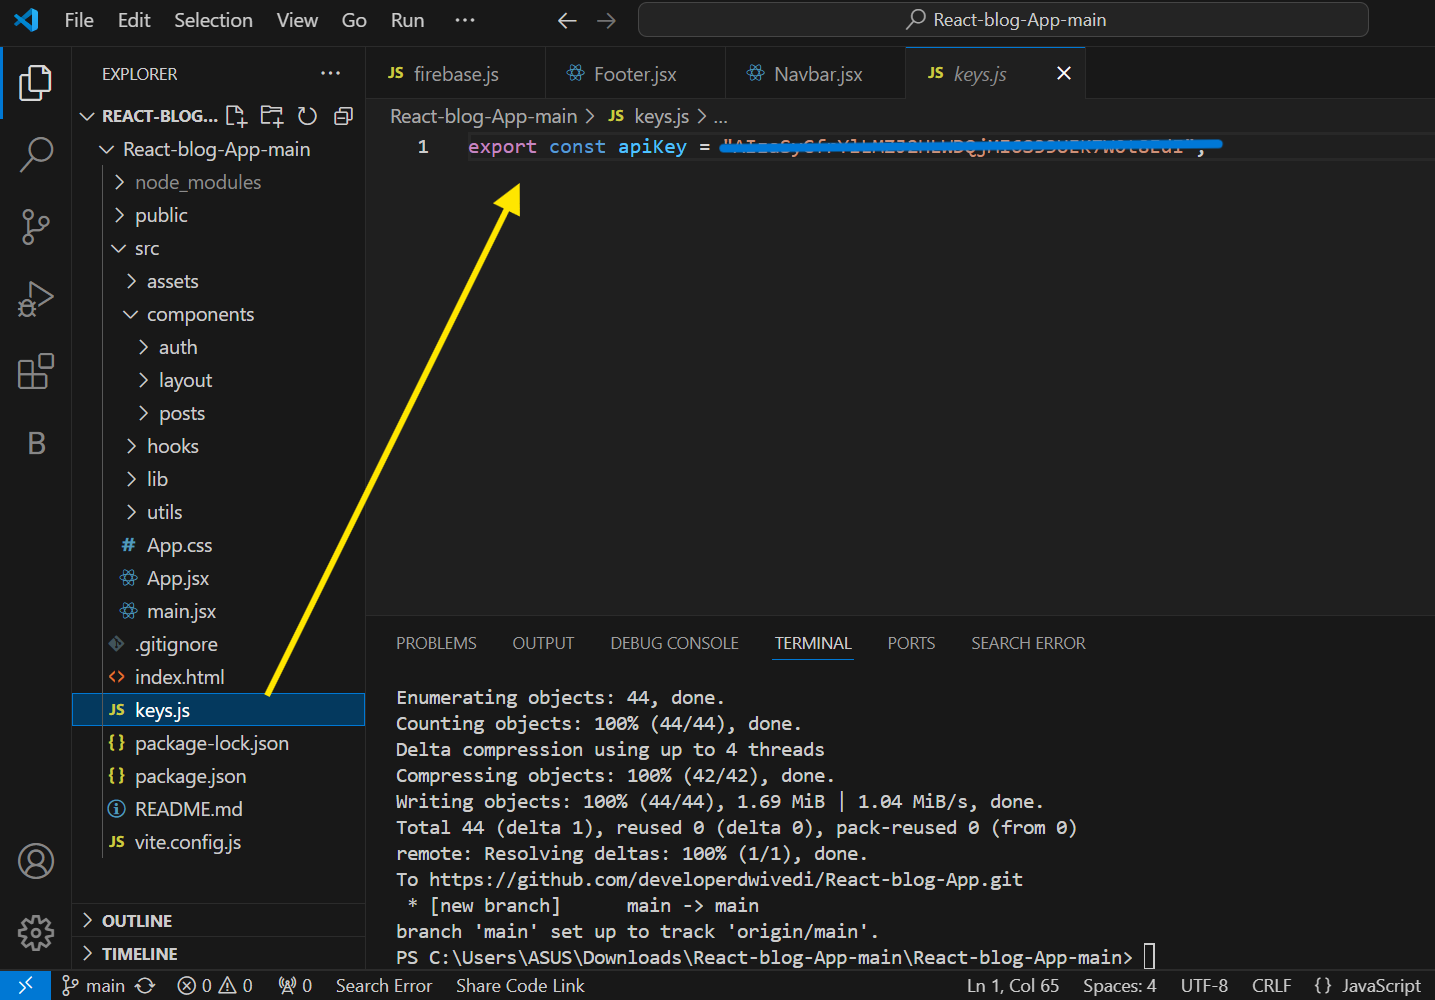 File Edit Selection View Go Run ··· React-blog-App-main
EXPLORER ···
REACT-BLOG...
React-blog-App-main
node_modules
public
src
assets
components
auth
layout
posts
hooks
lib
utils
# App.css
App.jsx
main.jsx
.gitignore
<> index.html
JS keys.js
{} package-lock.json
{} package.json
README.md
JS vite.config.js
OUTLINE
TIMELINE
B
JS firebase.js Footer.jsx Navbar.jsx JS keys.js
React-blog-App-main > JS keys.js > ...
1 export const apiKey =
PROBLEMS OUTPUT DEBUG CONSOLE TERMINAL PORTS SEARCH ERROR
Enumerating objects: 44, done.
Counting objects: 100% (44/44), done.
Delta compression using up to 4 threads
Compressing objects: 100% (42/42), done.
Writing objects: 100% (44/44), 1.69 MiB | 1.04 MiB/s, done.
Total 44 (delta 1), reused 0 (delta 0), pack-reused 0 (from 0)
remote: Resolving deltas: 100% (1/1), done.
To https://github.com/developerdwivedi/React-blog-App.git
* [new branch] main -> main
branch 'main' set up to track 'origin/main'.
PS C:\Users\ASUS\Downloads\React-blog-App-main\React-blog-App-main>
main 0 0 0 Search Error Share Code Link Ln 1, Col 65 Spaces: 4 UTF-8 CRLF {} JavaScript